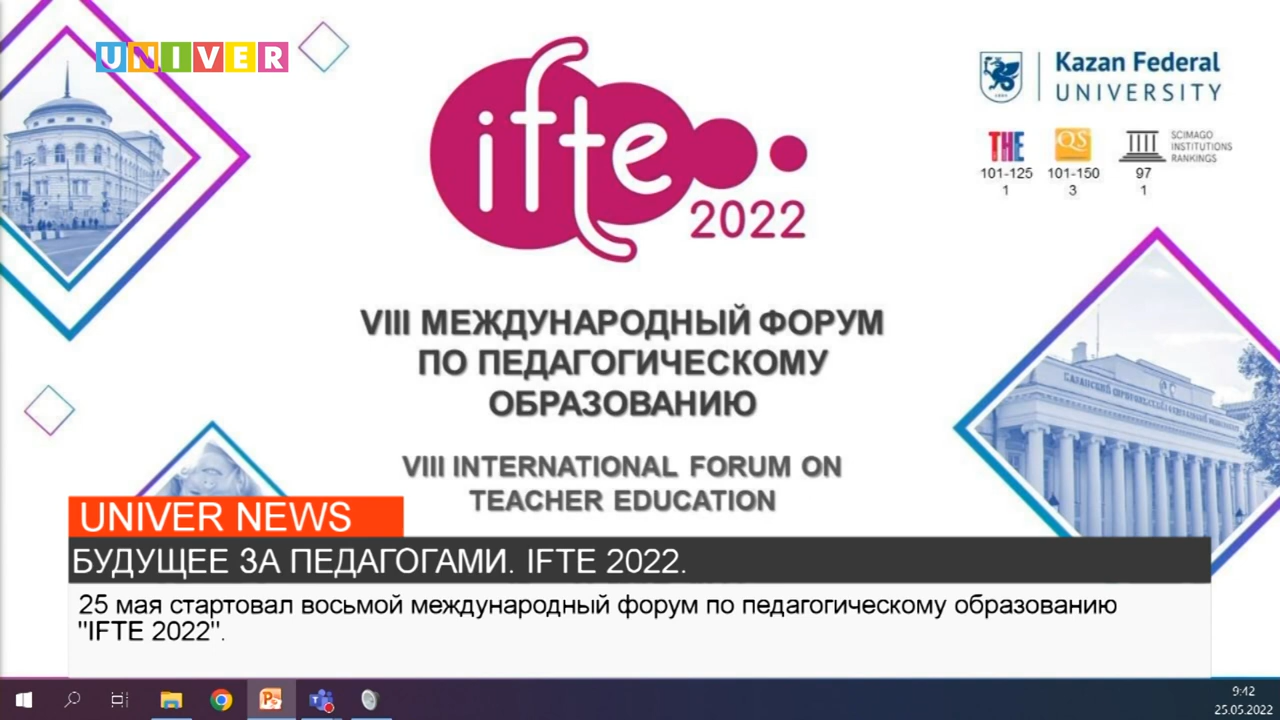 UNIVER
ifte
2022
Kazan Federal
UNIVERSITY
THE
QS
SCIMAGO
INSTITUTIONS
RANKINGS
101-125
101-150
97
1
3
1
VIII МЕЖДУНАРОДНЫЙ ФОРУМ
ПО ПЕДАГОГИЧЕСКОМУ
ОБРАЗОВАНИЮ
VIII INTERNATIONAL FORUM ON
TEACHER EDUCATION
UNIVER NEWS
БУДУЩЕЕ ЗА ПЕДАГОГАМИ. IFTE 2022.
25 мая стартовал восьмой международный форум по педагогическому образованию
"IFTE 2022".
9:42
25.05.2022